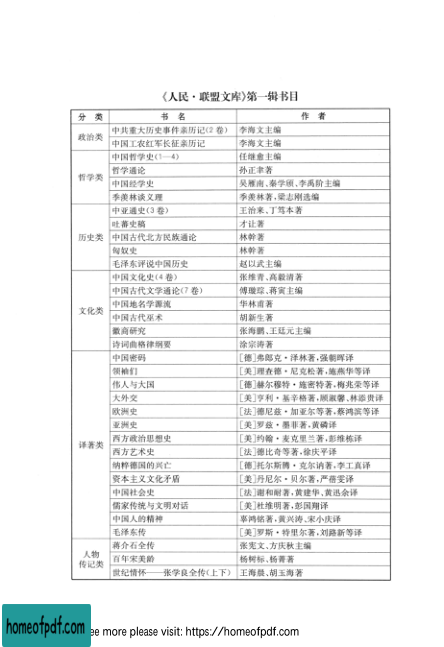 《人民·联盟文库》第一辑书目
分 类 书 名 作 者
政治类
中共重大历史事件亲历记(2卷) 李海文主编
中国工农红军长征亲历记 李海文主编
哲学类
中国哲学史(1—4) 任继愈主编
哲学通论 孙正聿著
中国经学史 吴雁南、秦学颀、李禹阶主编
季羡林谈义理 季羡林著,梁志刚选编
历史类
中亚通史(3卷) 王治来、丁笃本著
吐蕃史稿 才让著
中国古代北方民族通论 林幹著
匈奴史 林幹著
毛泽东评说中国历史 赵以武主编
文化类
中国文化史(4卷) 张维青、高毅清著
中国古代文学通论(7卷) 傅璇琮、蒋寅主编
中国地名学源流 华林甫著
中国古代巫术 胡新生著
徽商研究 张海鹏、王廷元主编
诗词曲格律纲要 涂宗涛著
译著类
中国密码 [德]弗郎克·泽林著,强朝晖译
领袖们 [美]理查德·尼克松著,施燕华等译
伟人与大国 [德]赫尔穆特·施密特著,梅兆荣等译
大外交 [美]亨利·基辛格著,顾淑馨、林添贵译
欧洲史 [法]德尼兹·加亚尔等著,蔡鸿滨等译
亚洲史 [美]罗兹·墨菲著,黄磷译
西方政治思想史 [美]约翰·麦克里兰著,彭维栋译
西方艺术史 [法]德比奇等著,徐庆平译
纳粹德国的兴亡 [德]托尔斯腾·克尔讷著,李工真译
资本主义文化矛盾 [美]丹尼尔·贝尔著,严蓓雯译
中国社会史 [法]谢和耐著,黄建华、黄迅余译
儒家传统与文明对话 [美]杜维明著,彭国翔译
中国人的精神 辜鸿铭著,黄兴涛、宋小庆译
毛泽东传 [美]罗斯·特里尔著,刘路新等译
人物
传记类
蒋介石全传 张宪文、方庆秋主编
百年宋美龄 杨树标、杨菁著
世纪情怀——张学良全传(上下) 王海晨、胡玉海著
homeofpdf.com
ee more please visit: https://homeofpdf.com